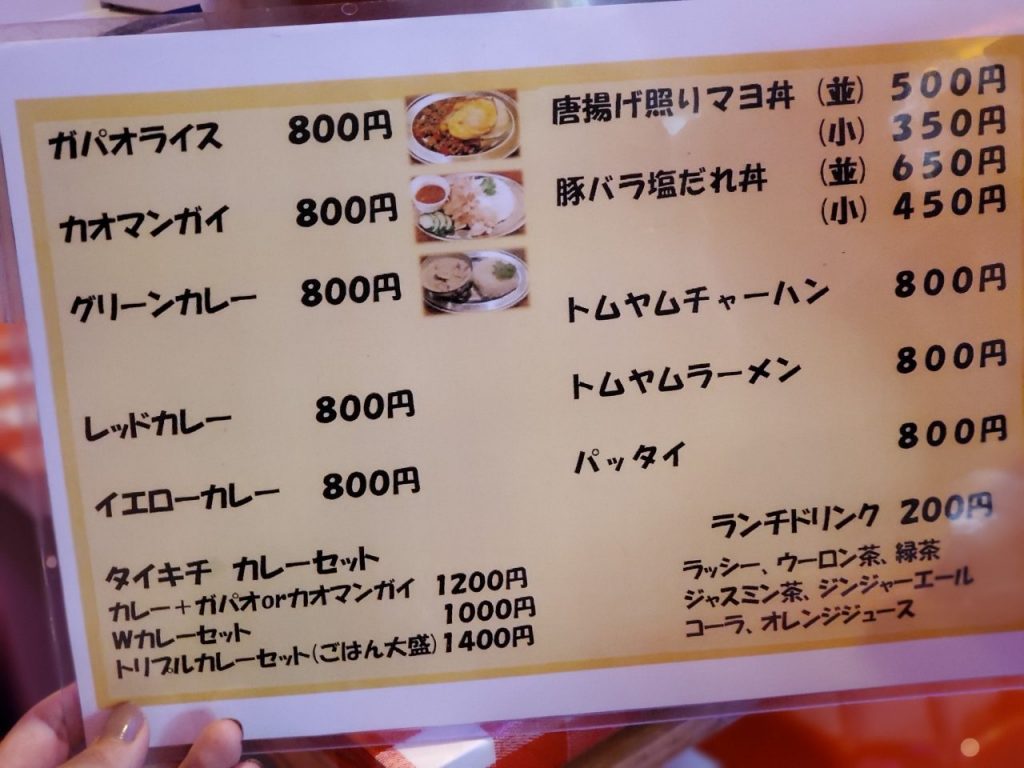 ガパオライス 800円
カオマンガイ 800円
グリーンカレー 800円
レッドカレー 800円
イエローカレー 800円
タイキチ カレーセット
カレー+ガパオorカオマンガイ 1200円
Wカレーセット 1000円
トリプルカレーセット(ごはん大盛) 1400円
唐揚げ照りマヨ丼 (並) 500円
(小) 350円
豚バラ塩だれ丼 (並) 650円
(小) 450円
トムヤムチャーハン 800円
トムヤムラーメン 800円
パッタイ 800円
ランチドリンク 200円
ラッシー、ウーロン茶、緑茶
ジャスミン茶、ジンジャーエール
コーラ、オレンジジュース